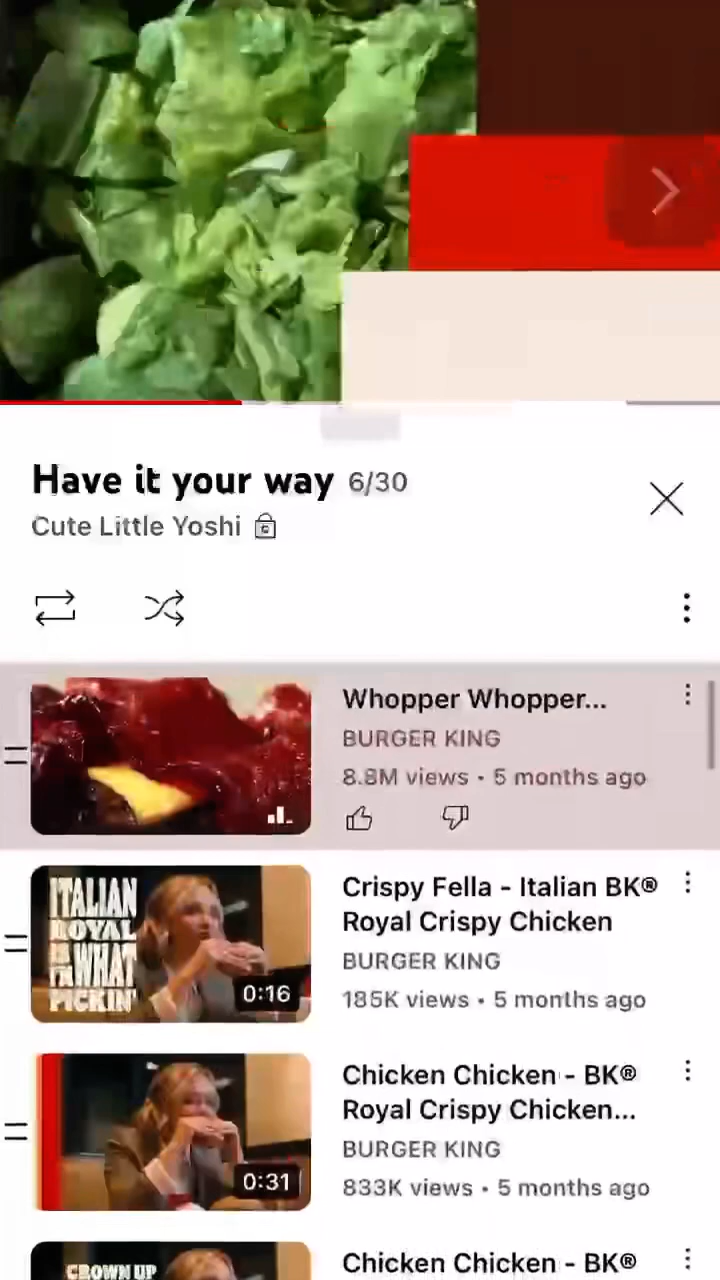 Have it your way 6/30
Cute Little Yoshi
Whopper Whopper...
BURGER KING
8.8M views • 5 months ago
ITALIAN
ROYAL
IS
I'M WHAT
PICKIN'
0:16
Crispy Fella - Italian BK®
Royal Crispy Chicken
BURGER KING
185K views • 5 months ago
0:31
Chicken Chicken - BK®
Royal Crispy Chicken...
BURGER KING
833K views • 5 months ago
CROWN UP
Chicken Chicken - BK®